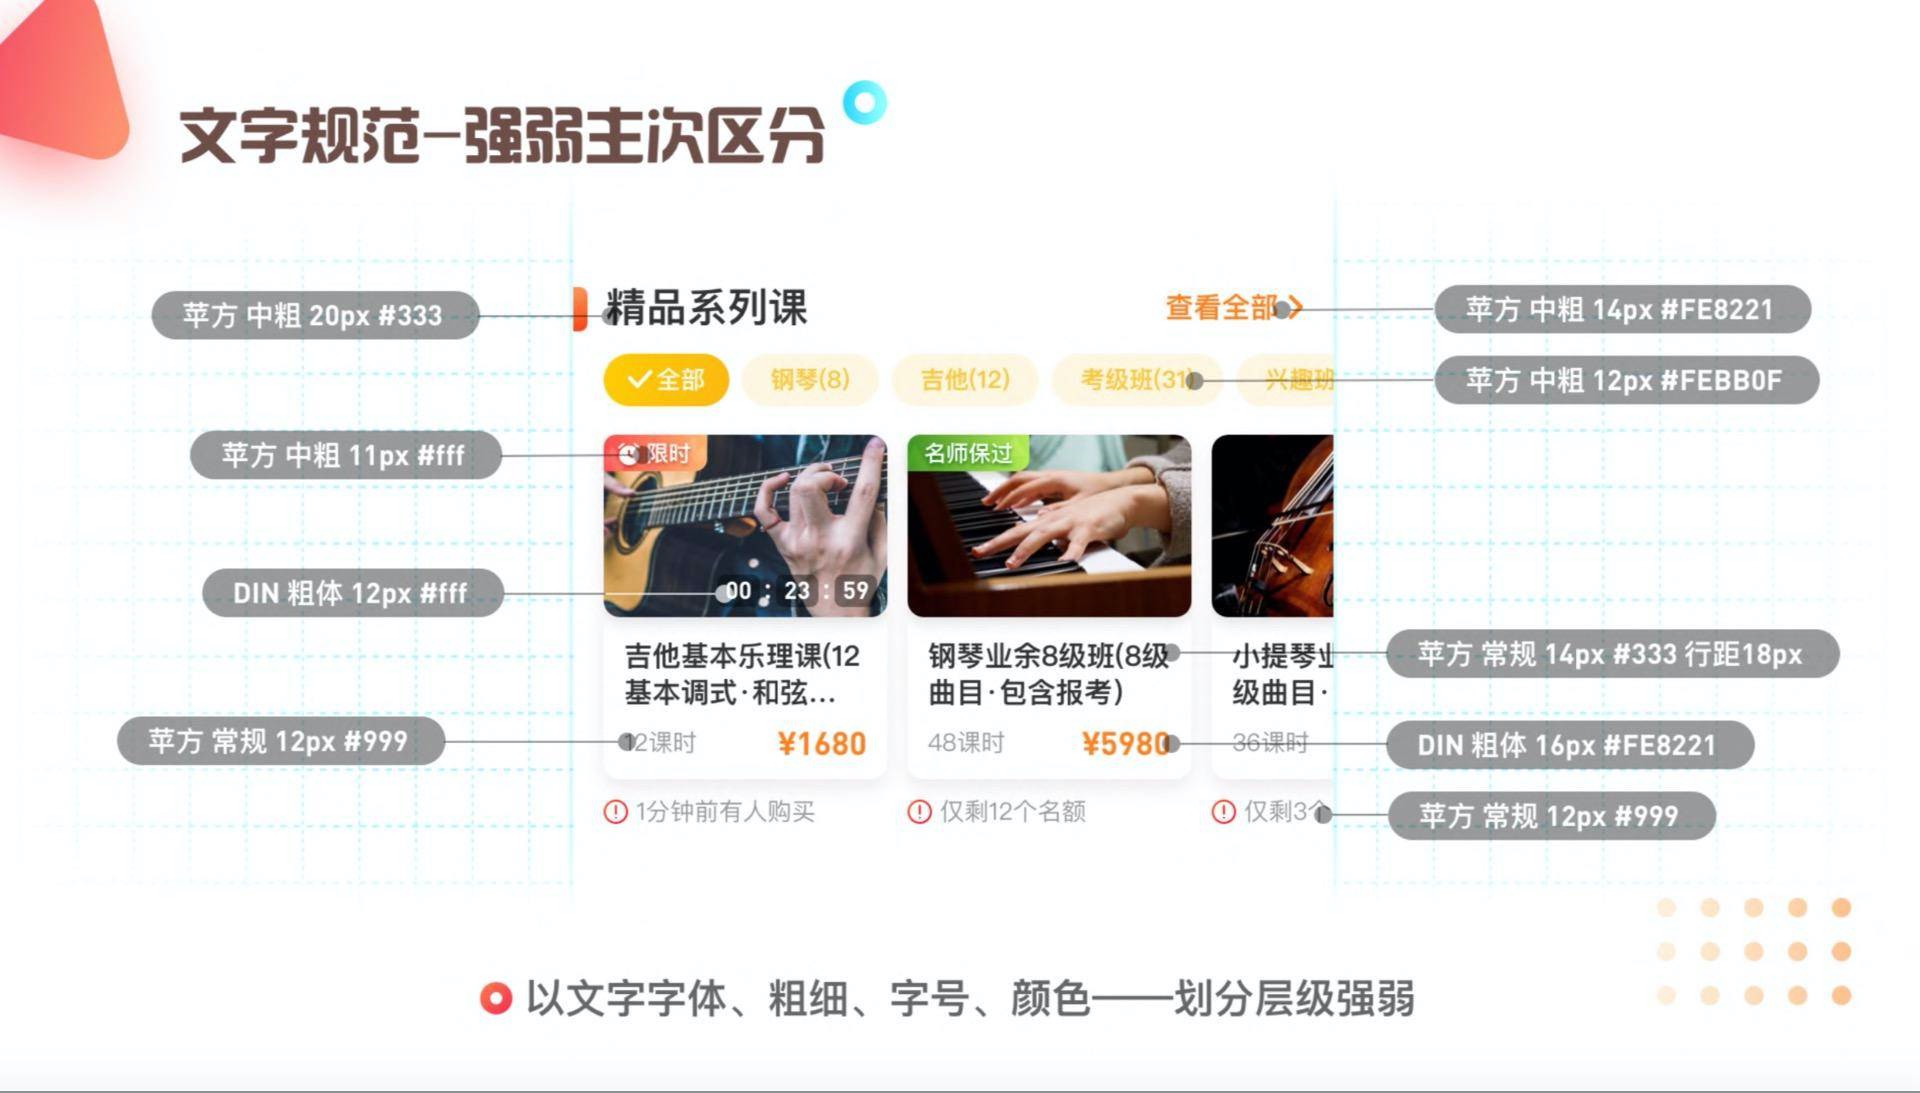 文字规范-强弱主次区分
苹方 中粗 20px #333
精品系列课
查看全部
苹方 中粗 14px #FE8221
全部
钢琴(8)
吉他(12)
考级班(31)
兴趣班
苹方 中粗 12px #FEBB0F
苹方 中粗 11px #fff
限时
名师保过
DIN 粗体 12px #fff
00 : 23 : 59
吉他基本乐理课(12
基本调式·和弦...
钢琴业余8级班(8级
曲目·包含报考)
小提琴业
级曲目·
苹方 常规 14px #333 行距18px
苹方 常规 12px #999
12课时
¥1680
48课时
¥5980
36课时
DIN 粗体 16px #FE8221
1分钟前有人购买
仅剩12个名额
仅剩3个
苹方 常规 12px #999
以文字字体、粗细、字号、颜色——划分层级强弱